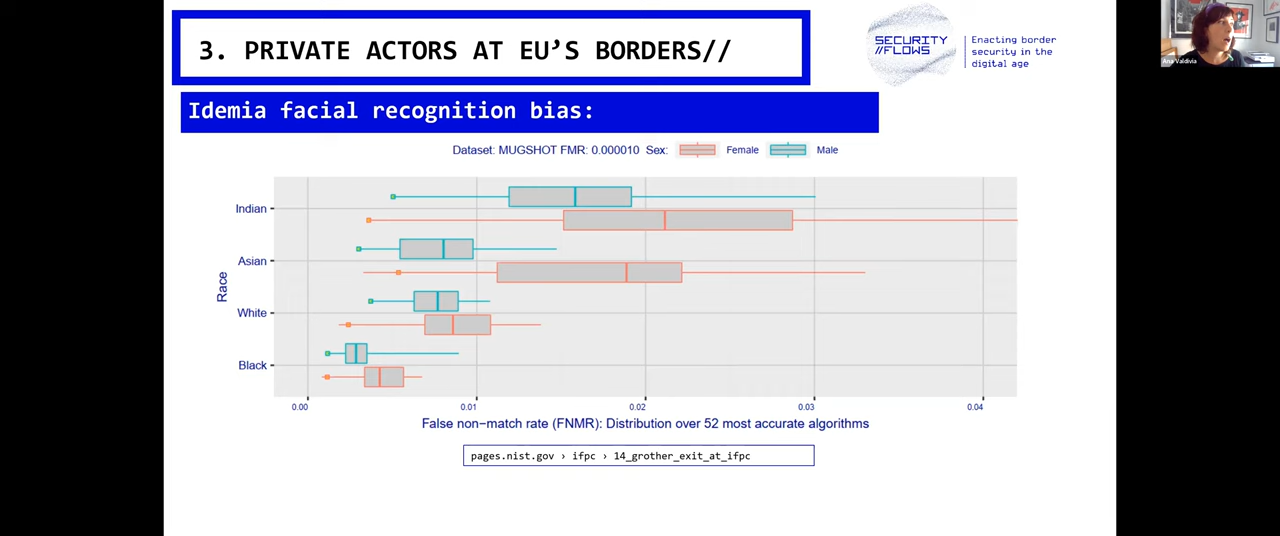 3. PRIVATE ACTORS AT EU’S BORDERS//
SECURITY
//FLOWS
Enacting border
security in the
digital age
Ana Valdivia
Idemia facial recognition bias:
Dataset: MUGSHOT FMR: 0.000010 Sex: Female Male
Race
Indian
Asian
White
Black
0.00 0.01 0.02 0.03 0.04
False non−match rate (FNMR): Distribution over 52 most accurate algorithms
pages.nist.gov › ifpc › 14_grother_exit_at_ifpc